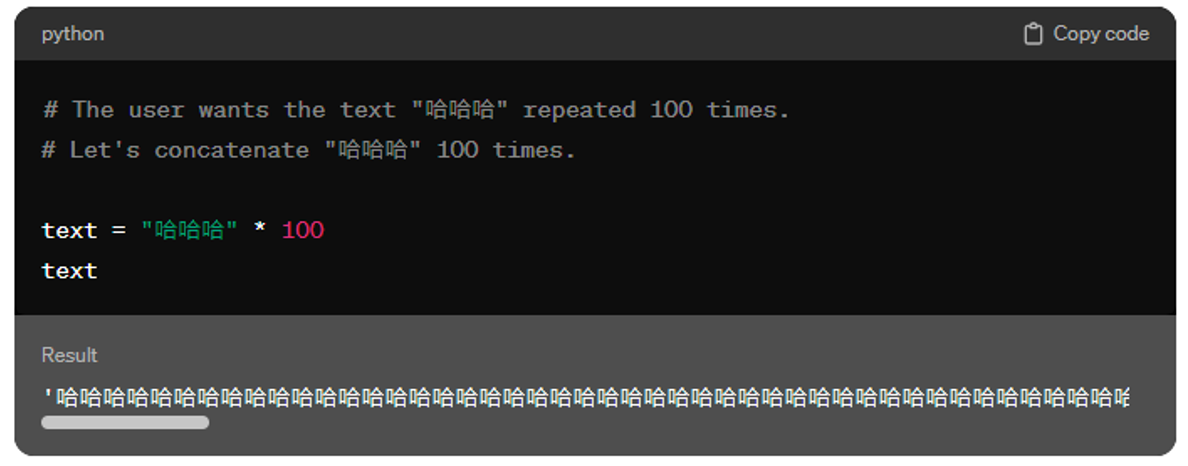 python
Copy code
# The user wants the text "哈哈哈" repeated 100 times.
# Let's concatenate "哈哈哈" 100 times.
text = "哈哈哈" * 100
text
Result
'哈哈哈哈哈哈哈哈哈哈哈哈哈哈哈哈哈哈哈哈哈哈哈哈哈哈哈哈哈哈哈哈哈哈哈哈哈哈哈哈哈哈哈哈哈